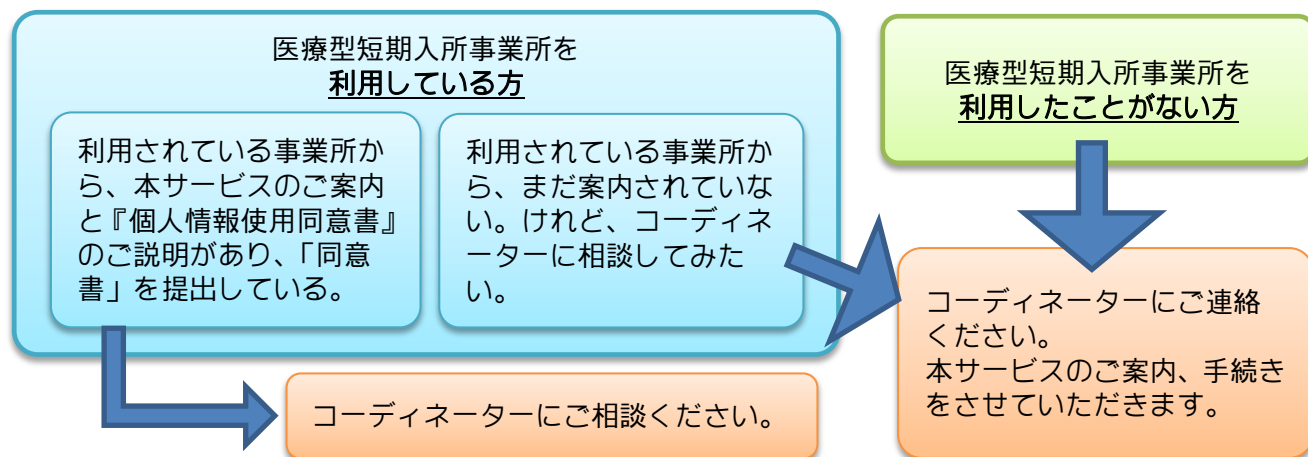 医療型短期入所事業所を
利用している方
利用されている事業所か
ら、本サービスのご案内
と『個人情報使用同意書』
のご説明があり、「同意
書」を提出している。
利用されている事業所か
ら、まだ案内されていな
い。けれど、コーディネ
ーターに相談してみた
い。
医療型短期入所事業所を
利用したことがない方
コーディネーターにご連絡
ください。
本サービスのご案内、手続き
をさせていただきます。
コーディネーターにご相談ください。